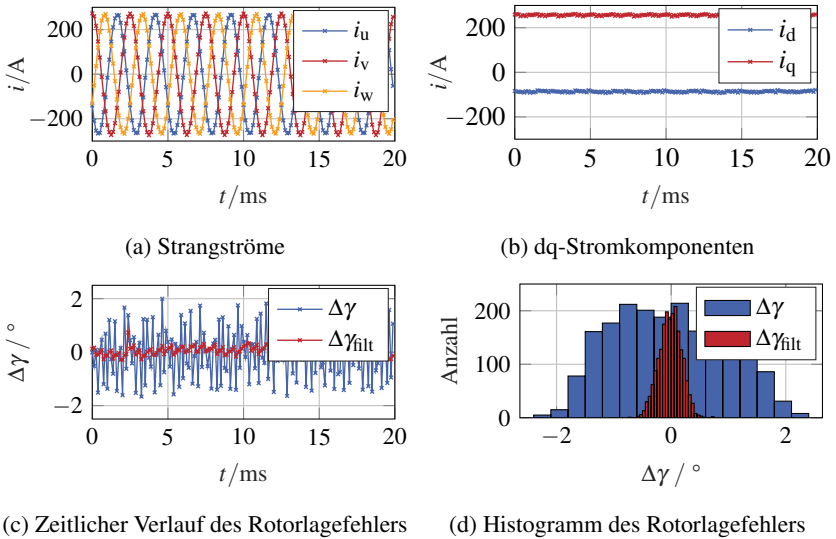 200
0
−200
i/A
i_u
i_v
i_w
0 5 10 15 20
t/ms
(a) Strangströme
200
0
−200
i/A
i_d
i_q
0 5 10 15 20
t/ms
(b) dq-Stromkomponenten
2
0
−2
Δγ / °
Δγ
Δγ_filt
0 5 10 15 20
t/ms
(c) Zeitlicher Verlauf des Rotorlagefehlers
200
100
0
Anzahl
Δγ
Δγ_filt
−2 0 2
Δγ / °
(d) Histogramm des Rotorlagefehlers